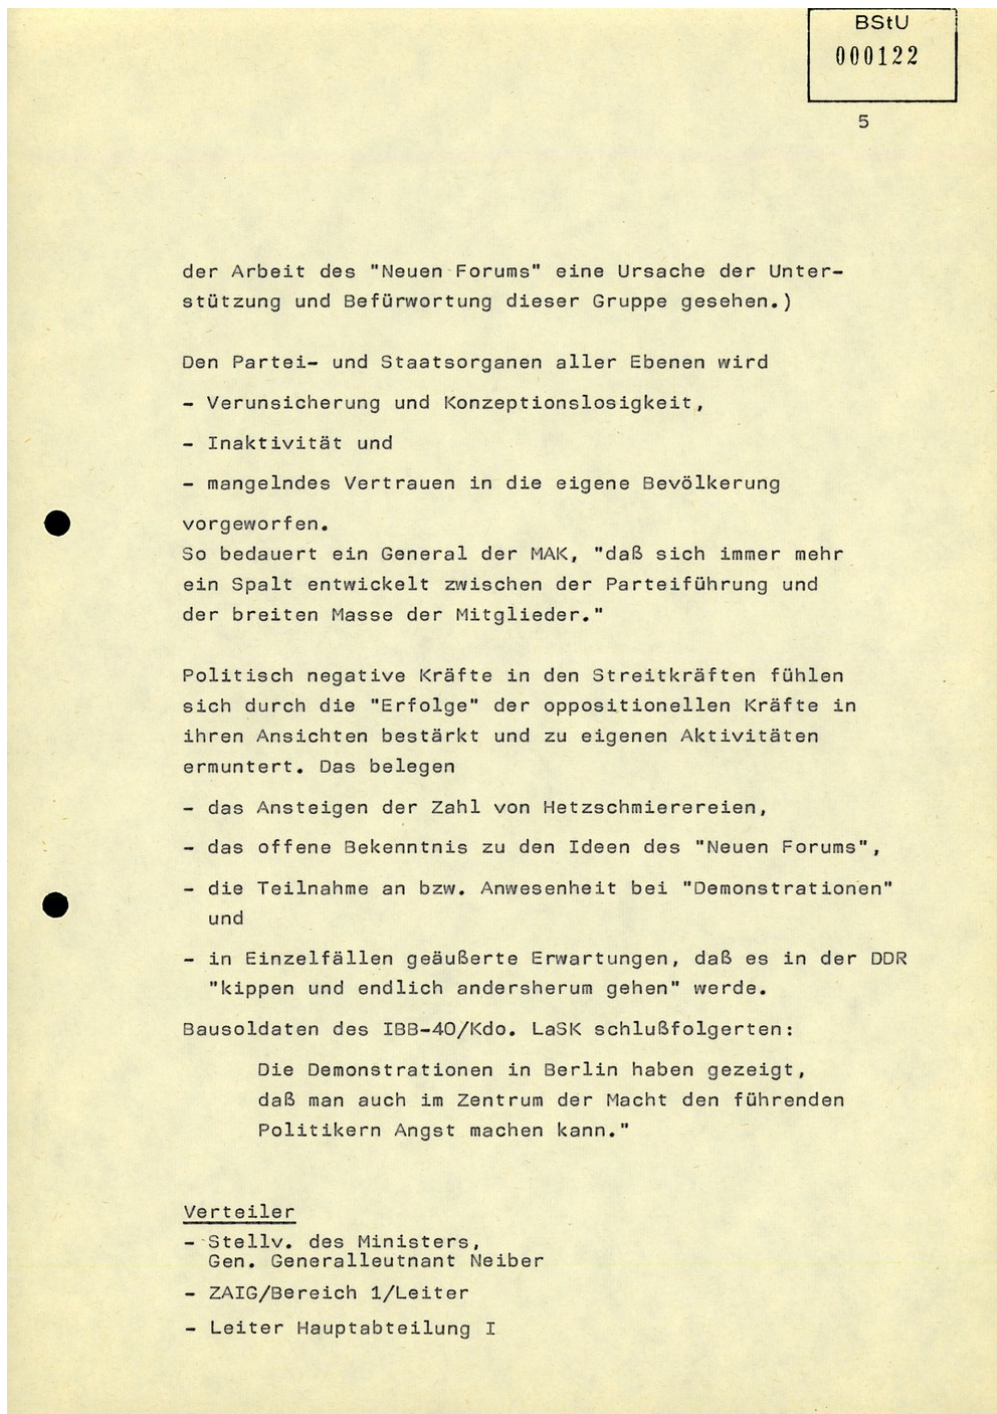 BStU
000122
5
der Arbeit des "Neuen Forums" eine Ursache der Unter-
stützung und Befürwortung dieser Gruppe gesehen.)
Den Partei- und Staatsorganen aller Ebenen wird
- Verunsicherung und Konzeptionslosigkeit,
- Inaktivität und
- mangelndes Vertrauen in die eigene Bevölkerung
vorgeworfen.
So bedauert ein General der MAK, "daß sich immer mehr
ein Spalt entwickelt zwischen der Parteiführung und
der breiten Masse der Mitglieder."
Politisch negative Kräfte in den Streitkräften fühlen
sich durch die "Erfolge" der oppositionellen Kräfte in
ihren Ansichten bestärkt und zu eigenen Aktivitäten
ermuntert. Das belegen
- das Ansteigen der Zahl von Hetzschmierereien,
- das offene Bekenntnis zu den Ideen des "Neuen Forums",
- die Teilnahme an bzw. Anwesenheit bei "Demonstrationen"
und
- in Einzelfällen geäußerte Erwartungen, daß es in der DDR
"kippen und endlich andersherum gehen" werde.
Bausoldaten des IBB-40/Kdo. LaSK schlußfolgerten:
Die Demonstrationen in Berlin haben gezeigt,
daß man auch im Zentrum der Macht den führenden
Politikern Angst machen kann."
Verteiler
- Stellv. des Ministers,
Gen. Generalleutnant Neiber
- ZAIG/Bereich 1/Leiter
- Leiter Hauptabteilung I